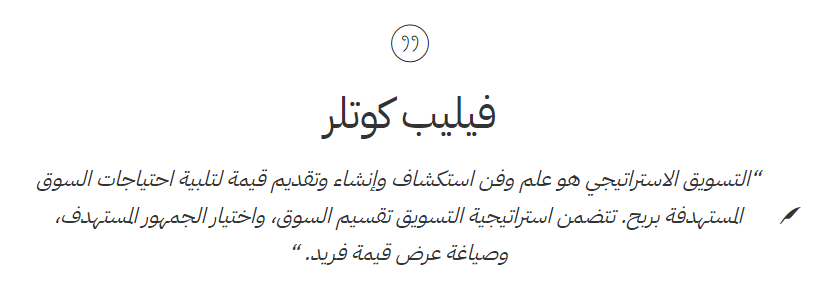 فيليب كوتلر
“التسويق الاستراتيجي هو علم وفن استكشاف وإنشاء وتقديم قيمة لتلبية احتياجات السوق
المستهدفة بربح. تتضمن استراتيجية التسويق تقسيم السوق، واختيار الجمهور المستهدف،
وصياغة عرض قيمة فريد. “